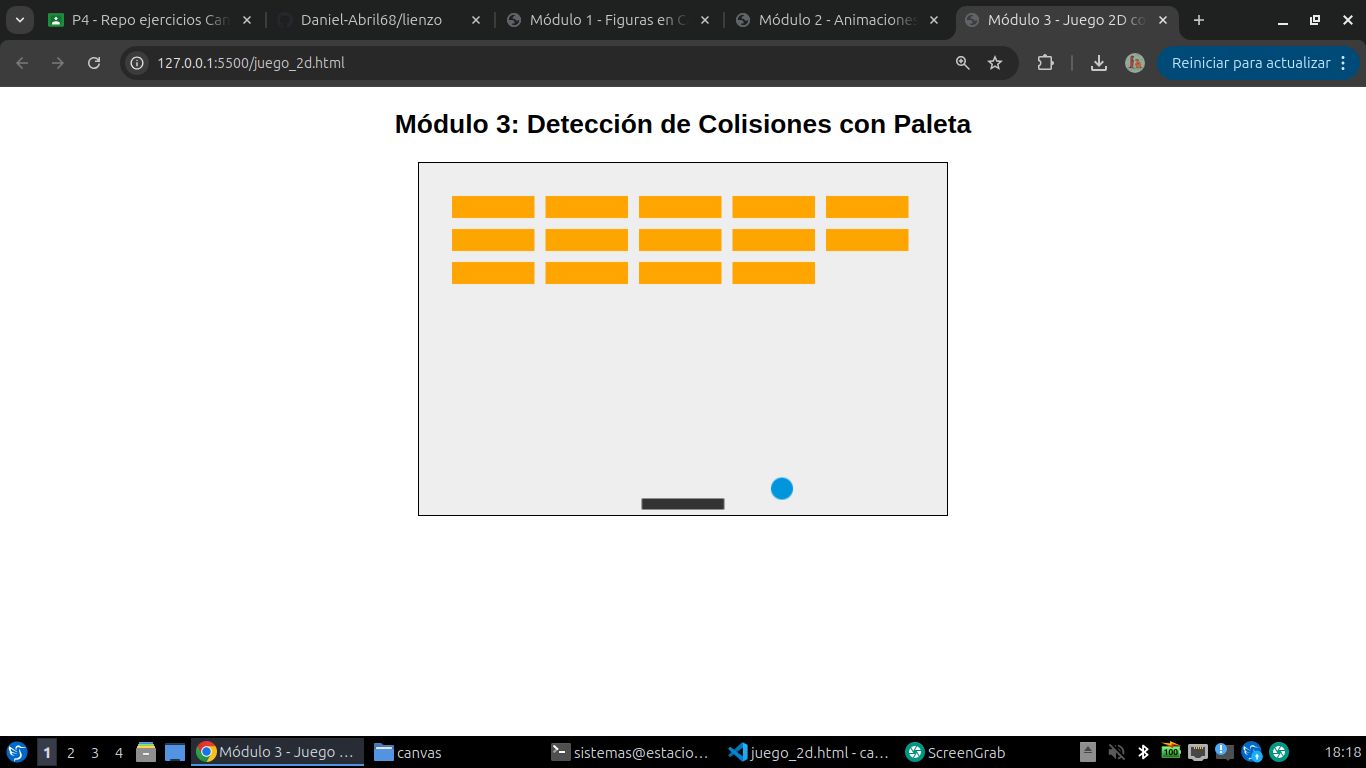 P4 - Repo ejercicios Can
Daniel-Abril68/lienzo
Módulo 1 - Figuras en C
Módulo 2 - Animaciones
Módulo 3 - Juego 2D co
127.0.0.1:5500/juego_2d.html
Reiniciar para actualizar
Módulo 3: Detección de Colisiones con Paleta
1 2 3 4 Módulo 3 - Juego ... canvas sistemas@estacio... juego_2d.html - ca... ScreenGrab 100 18:18